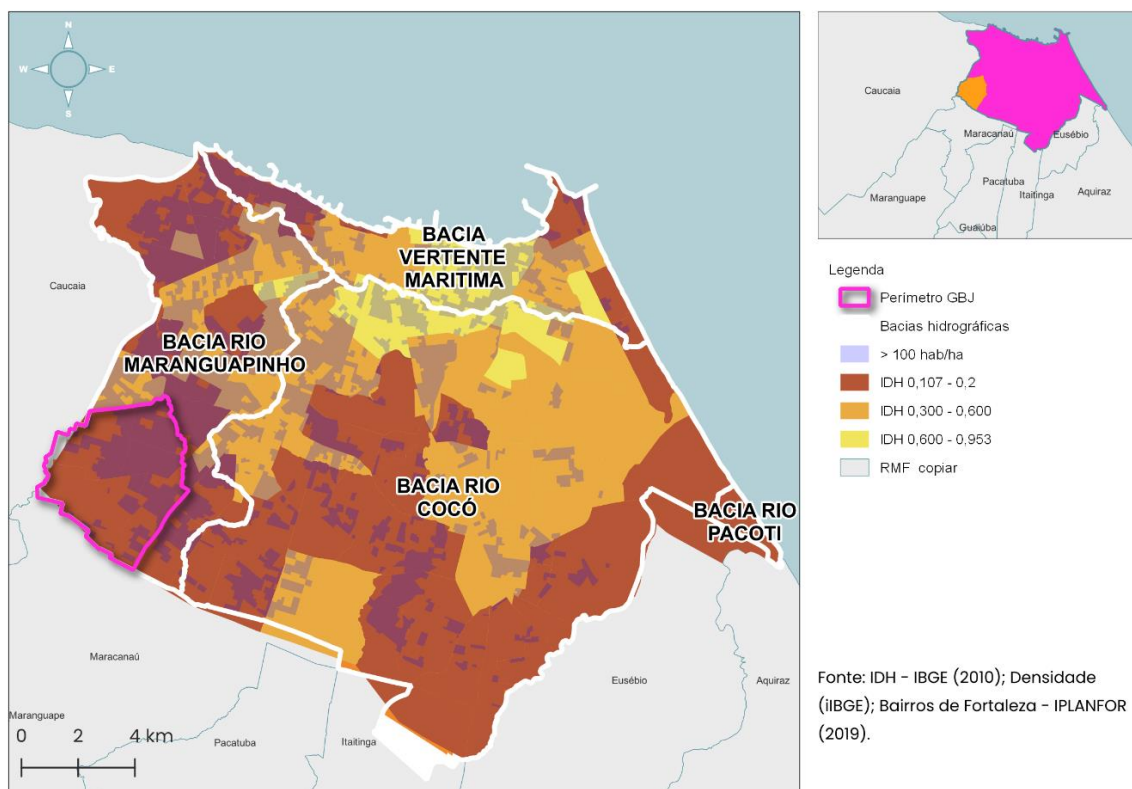 N
W
E
S
BACIA
VERTENTE
MARITIMA
Caucaia
BACIA RIO
MARANGUAPINHO
BACIA RIO
COCÓ
BACIA RIO
PACOTI
Maracanaú
Eusébio
Aquiraz
Maranguape
Pacatuba
Itaitinga
0 2 4 km
Caucaia
Maracanaú
Eusébio
Pacatuba
Itaitinga
Aquiraz
Maranguape
Guaiúba
Legenda
Perímetro GBJ
Bacias hidrográficas
> 100 hab/ha
IDH 0,107 - 0,2
IDH 0,300 - 0,600
IDH 0,600 - 0,953
RMF copiar
Fonte: IDH - IBGE (2010); Densidade
(iIBGE); Bairros de Fortaleza - IPLANFOR
(2019).